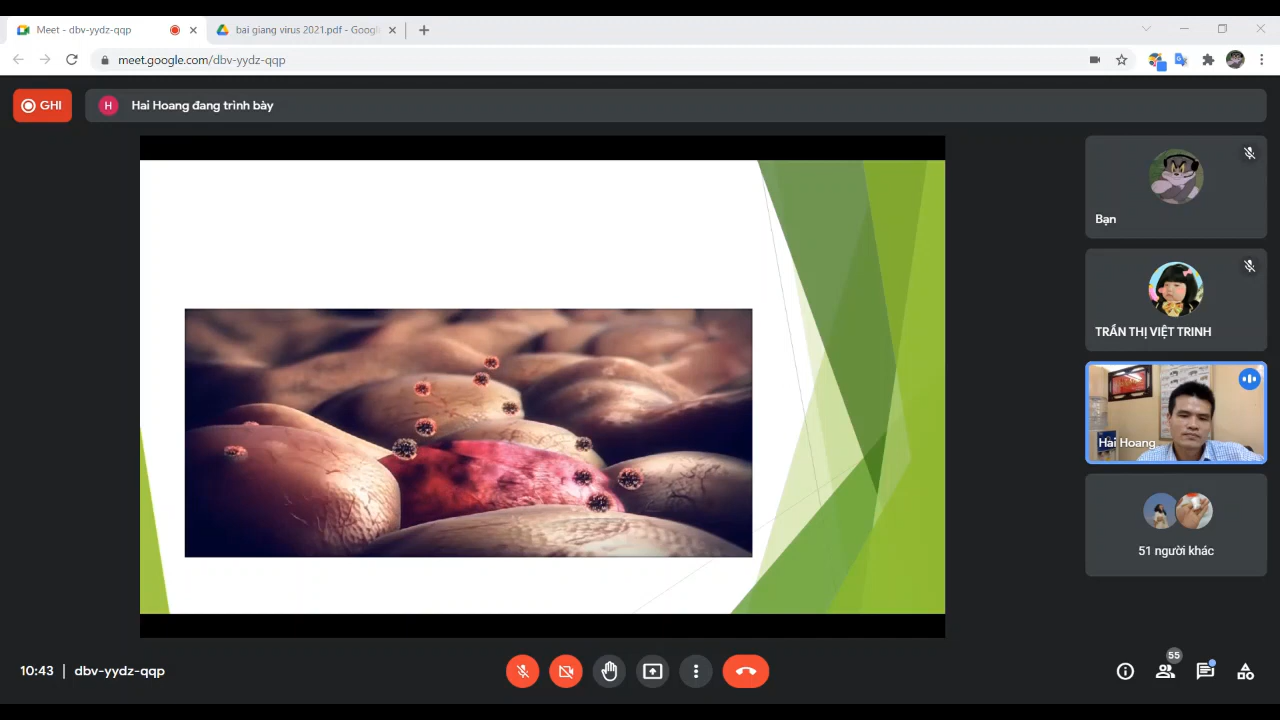 Meet - dbv-yydz-qqp
bai giang virus 2021.pdf - Goog
meet.google.com/dbv-yydz-qqp
GHI
H
Hai Hoang đang trình bày
Bạn
TRẦN THỊ VIỆT TRINH
Hai Hoang
51 người khác
10:43 | dbv-yydz-qqp
55